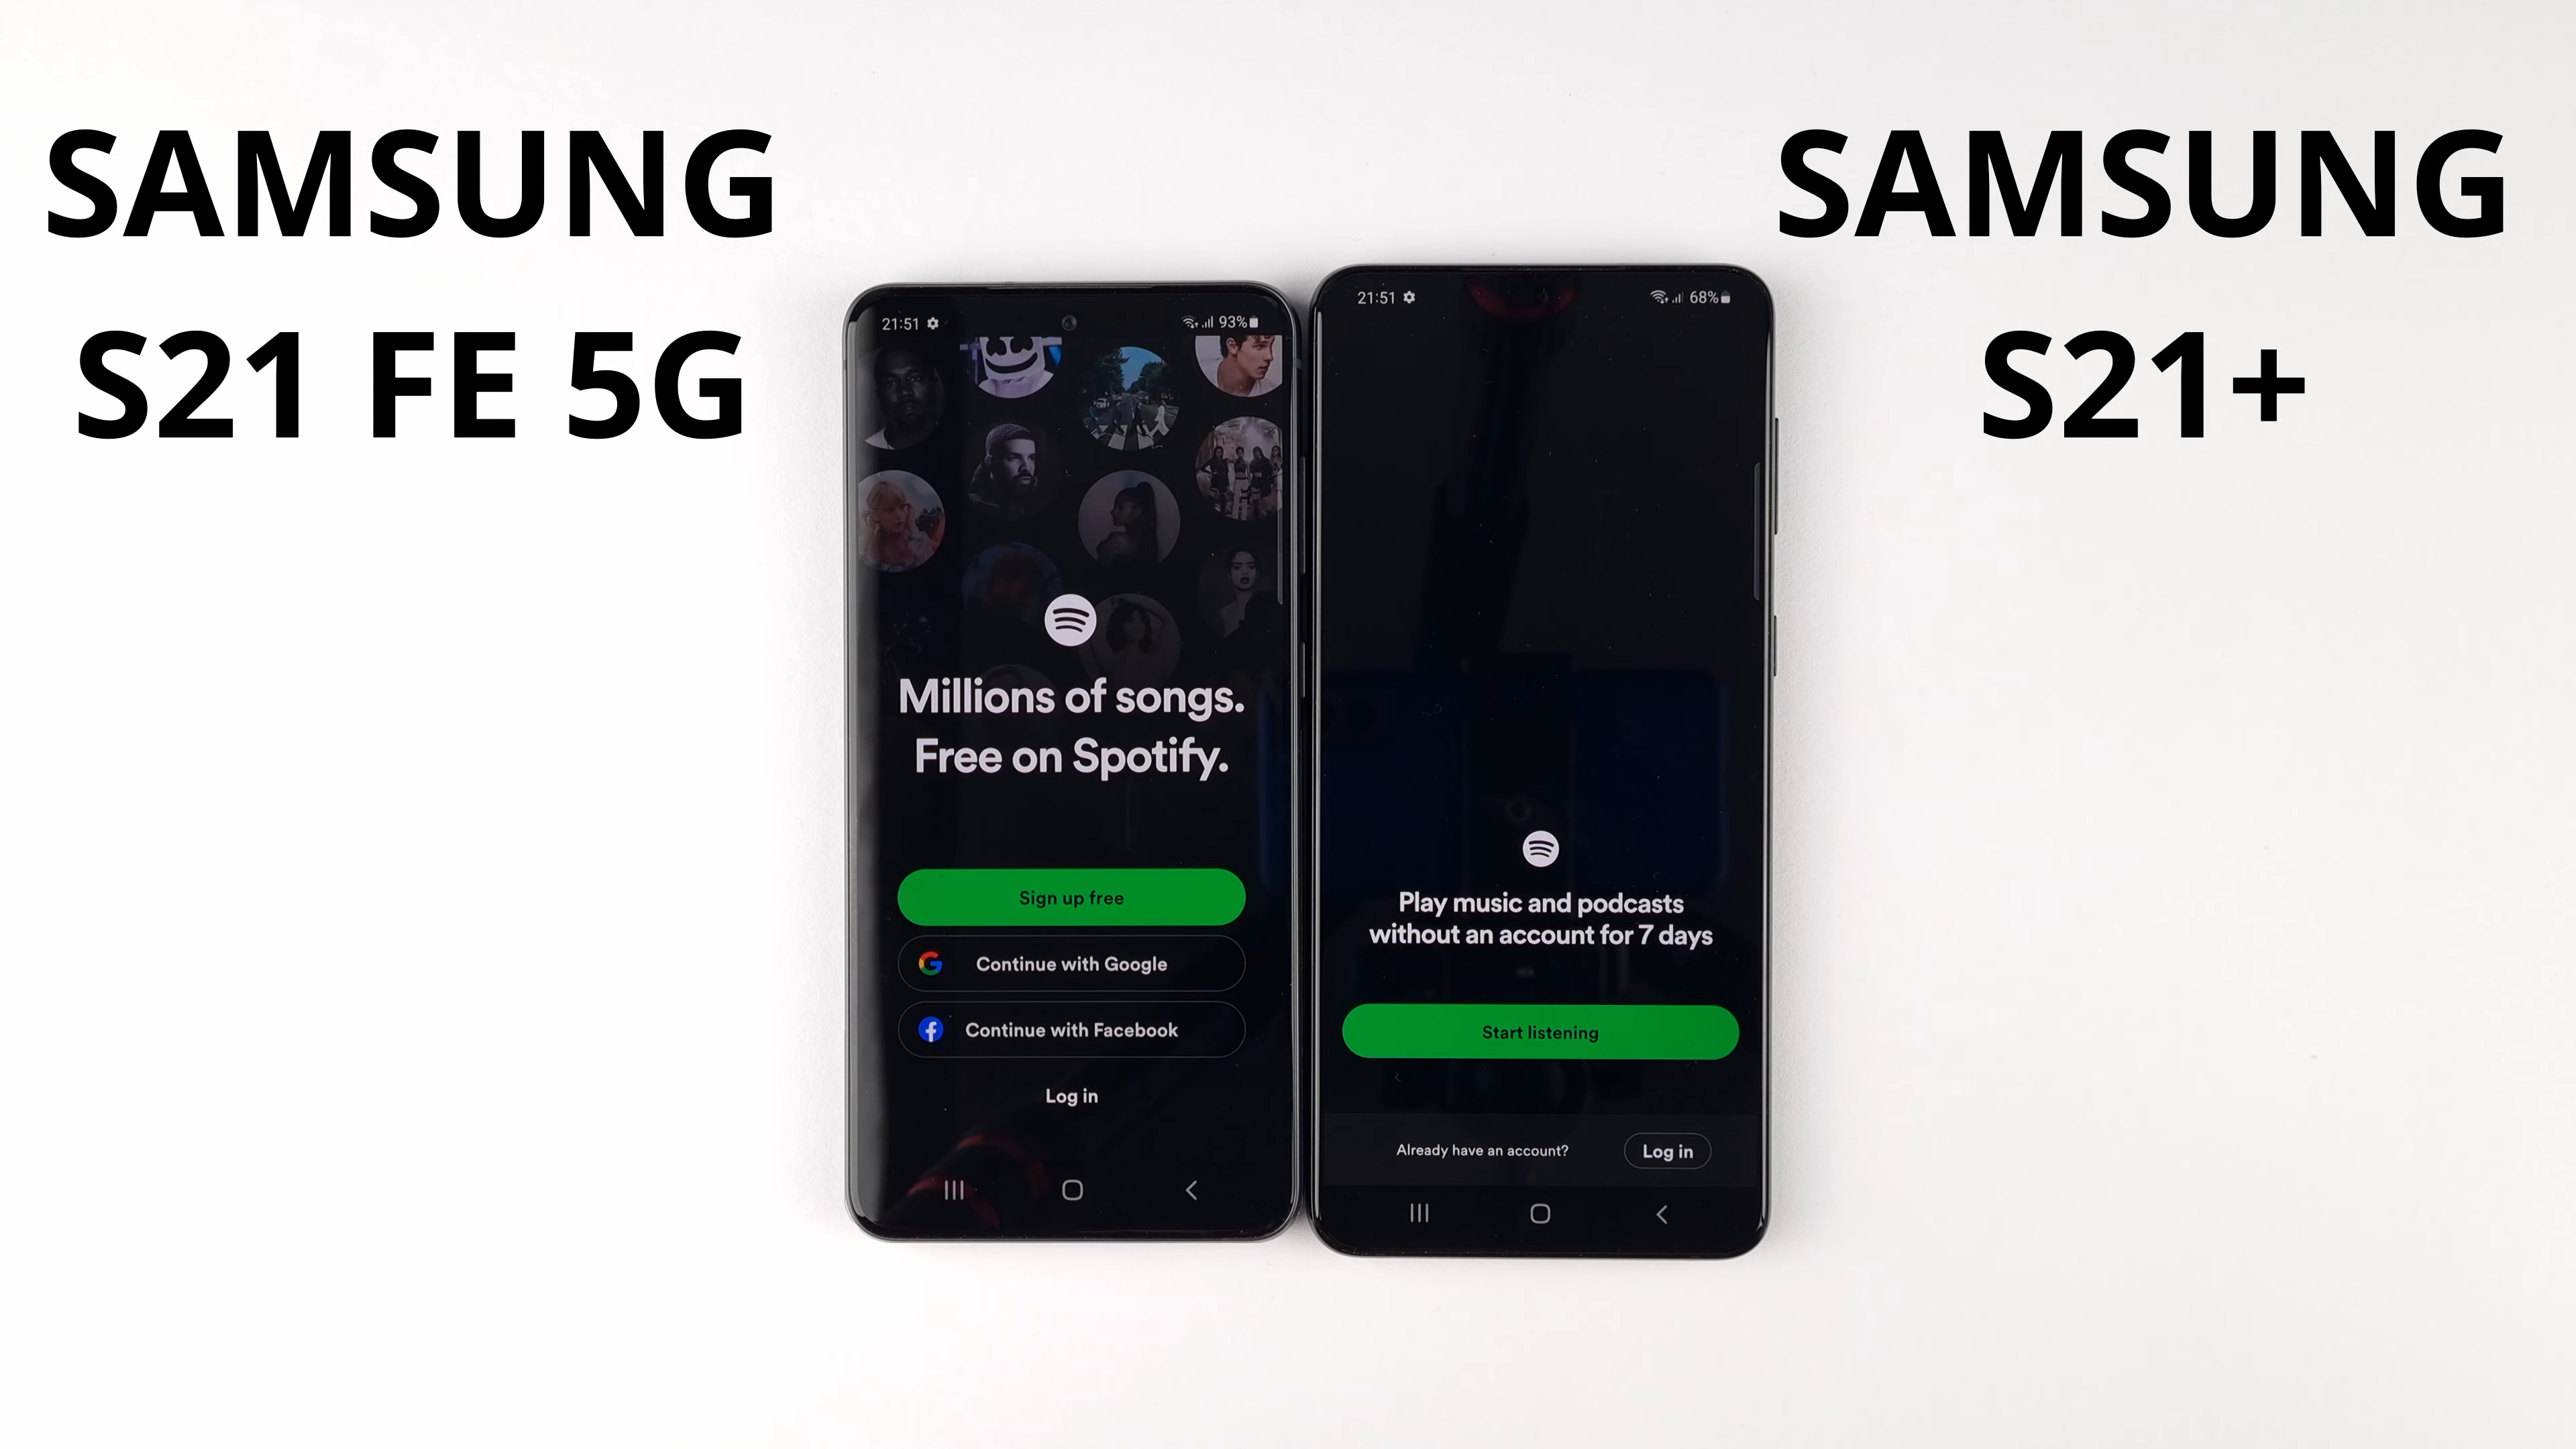 SAMSUNG
S21 FE 5G
SAMSUNG
S21+
21:51
93%
Millions of songs.
Free on Spotify.
Sign up free
Continue with Google
Continue with Facebook
Log in
21:51
68%
Play music and podcasts
without an account for 7 days
Start listening
Already have an account?
Log in